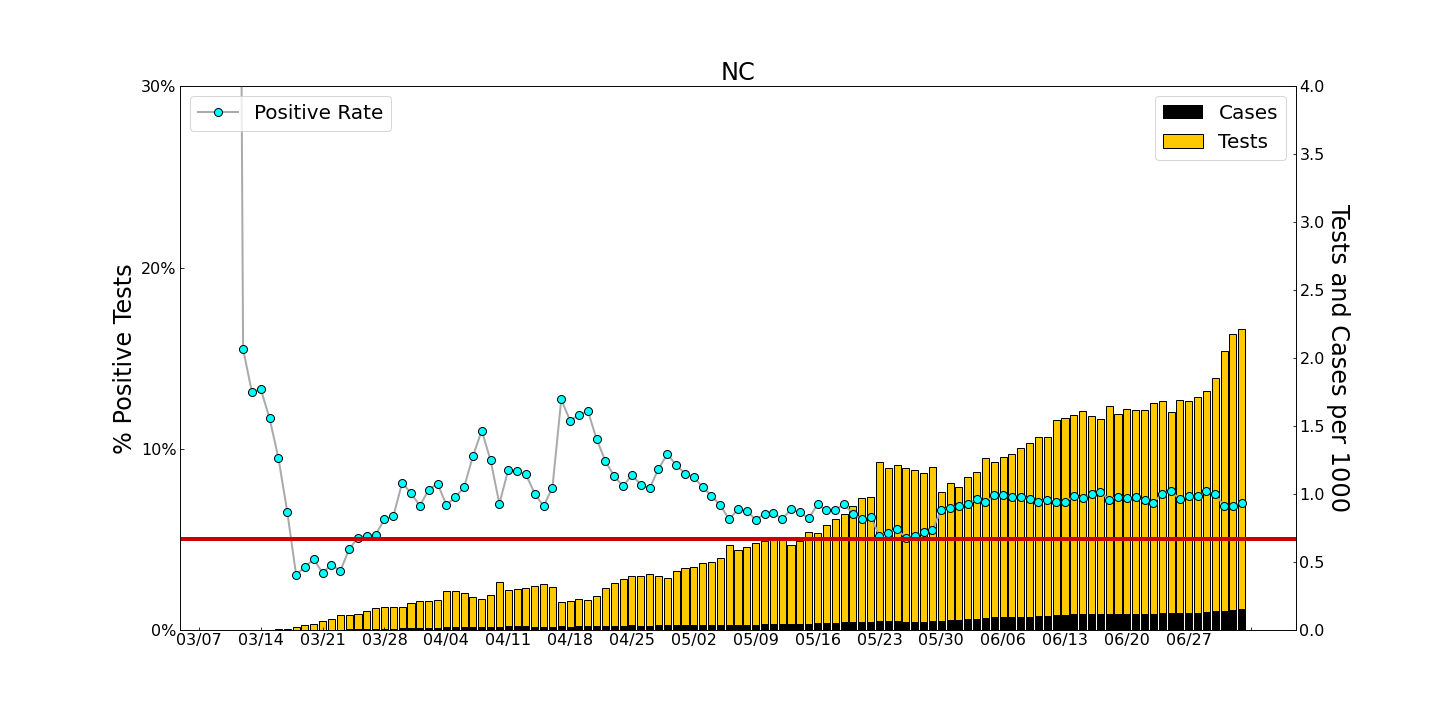 NC
30%
20%
10%
0%
% Positive Tests
Positive Rate
Cases
Tests
4.0
3.5
3.0
2.5
2.0
1.5
1.0
0.5
0.0
Tests and Cases per 1000
03/07 03/14 03/21 03/28 04/04 04/11 04/18 04/25 05/02 05/09 05/16 05/23 05/30 06/06 06/13 06/20 06/27